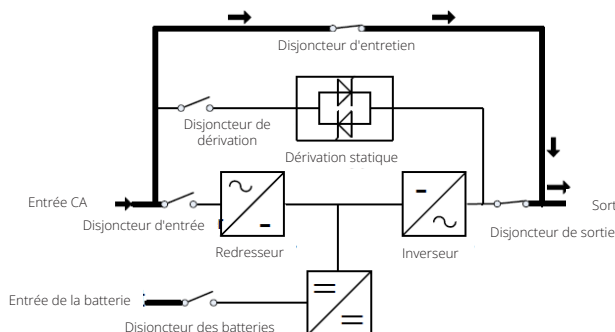 Disjoncteur d'entretien
Disjoncteur de
dérivation
Dérivation statique
Entrée CA
Sort
Disjoncteur d'entrée
Disjoncteur de sortie
Redresseur
Inverseur
Entrée de la batterie
Disjoncteur des batteries